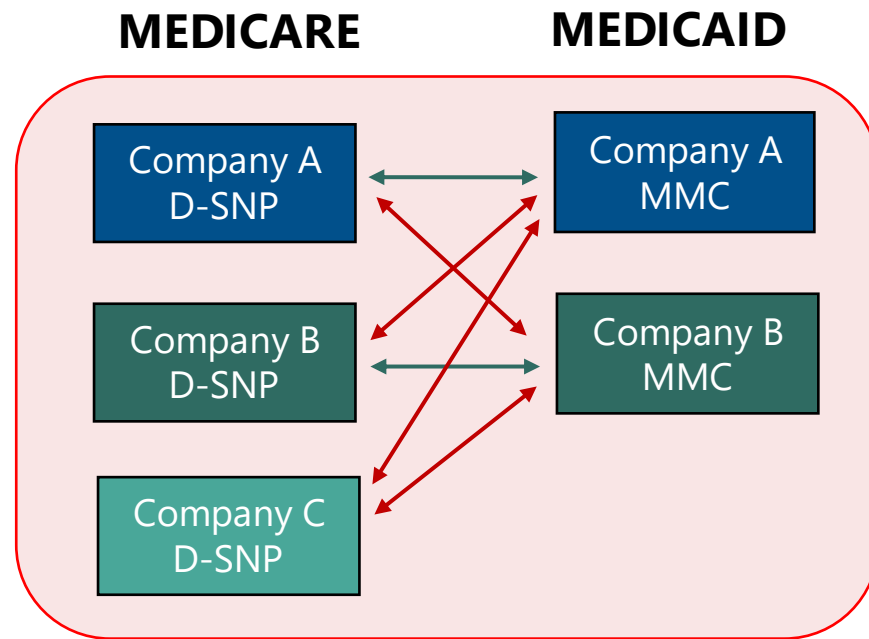 MEDICARE
MEDICAID
Company A
D-SNP
Company A
MMC
Company B
D-SNP
Company B
MMC
Company C
D-SNP